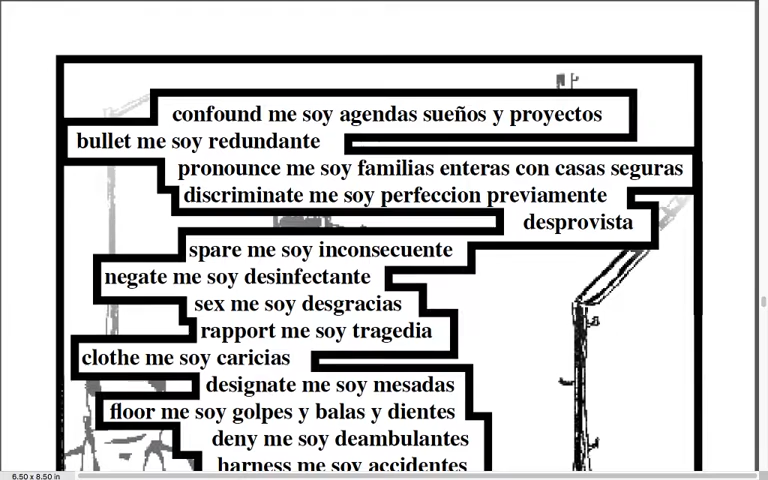 confound me soy agendas sueños y proyectos
bullet me soy redundante
pronounce me soy familias enteras con casas seguras
discriminate me soy perfeccion previamente
desprovista
spare me soy inconsecuente
negate me soy desinfectante
sex me soy desgracias
rapport me soy tragedia
clothe me soy caricias
designate me soy mesadas
floor me soy golpes y balas y dientes
deny me soy deambulantes
harness me soy accidentes
6.50 x 8.50 in